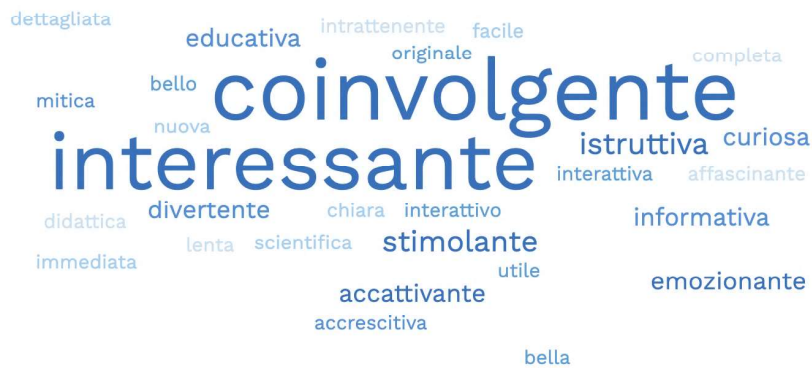 dettagliata
intrattenente
facile
educativa
originale
completa
bello
coinvolgente
mitica
nuova
istruttiva
curiosa
interessante
interattiva
affascinante
didattica
divertente
chiara
interattivo
informativa
lenta
scientifica
stimolante
immediata
utile
emozionante
accattivante
accrescitiva
bella